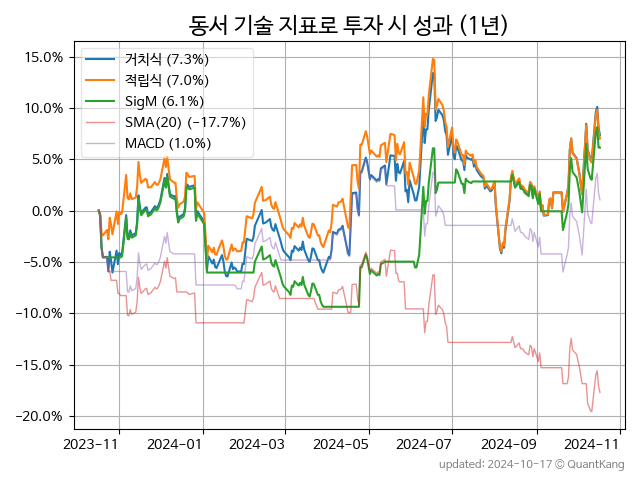 동서 기술 지표로 투자 시 성과 (1년)
15.0%
10.0%
5.0%
0.0%
−5.0%
−10.0%
−15.0%
−20.0%
거치식 (7.3%)
적립식 (7.0%)
SigM (6.1%)
SMA(20) (−17.7%)
MACD (1.0%)
2023-11
2024-01
2024-03
2024-05
2024-07
2024-09
2024-11
updated: 2024-10-17 © QuantKang